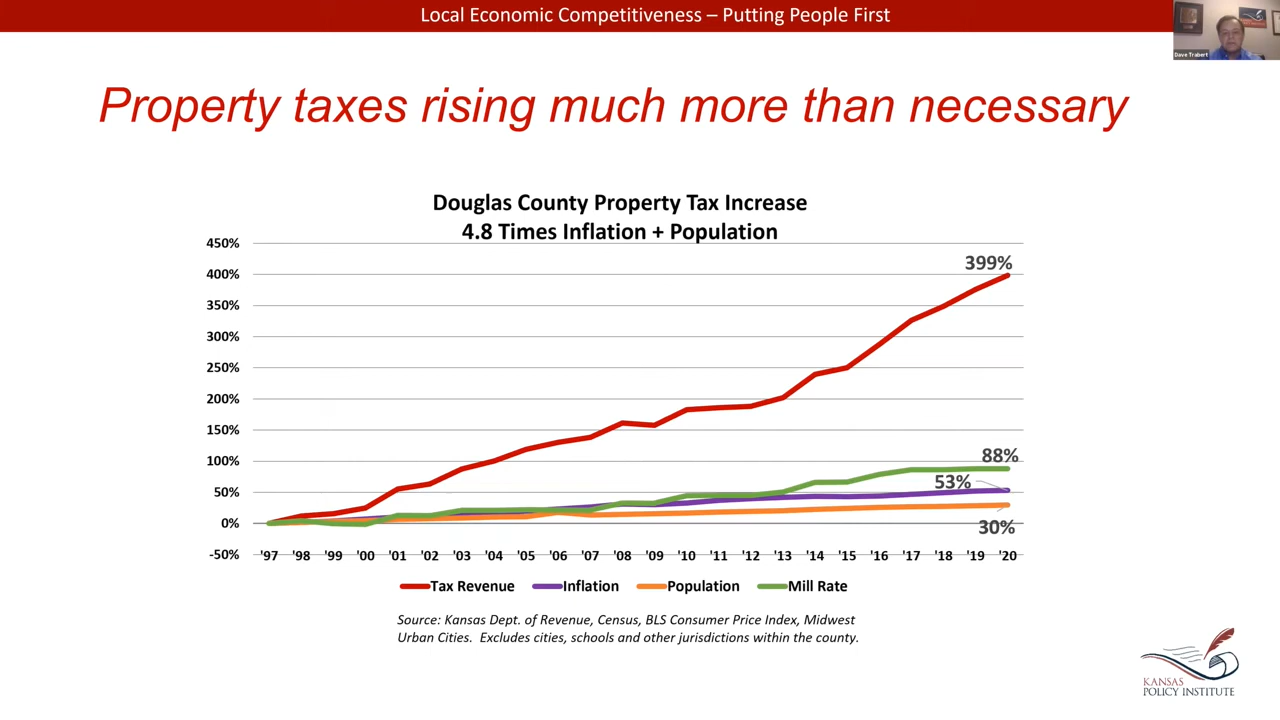 Local Economic Competitiveness – Putting People First
Dave Trabert
Property taxes rising much more than necessary
Douglas County Property Tax Increase
4.8 Times Inflation + Population
450%
400%
350%
300%
250%
200%
150%
100%
50%
0%
-50%
399%
88%
53%
30%
'97 '98 '99 '00 '01 '02 '03 '04 '05 '06 '07 '08 '09 '10 '11 '12 '13 '14 '15 '16 '17 '18 '19 '20
Tax Revenue Inflation Population Mill Rate
Source: Kansas Dept. of Revenue, Census, BLS Consumer Price Index, Midwest
Urban Cities. Excludes cities, schools and other jurisdictions within the county.
KANSAS
POLICY INSTITUTE